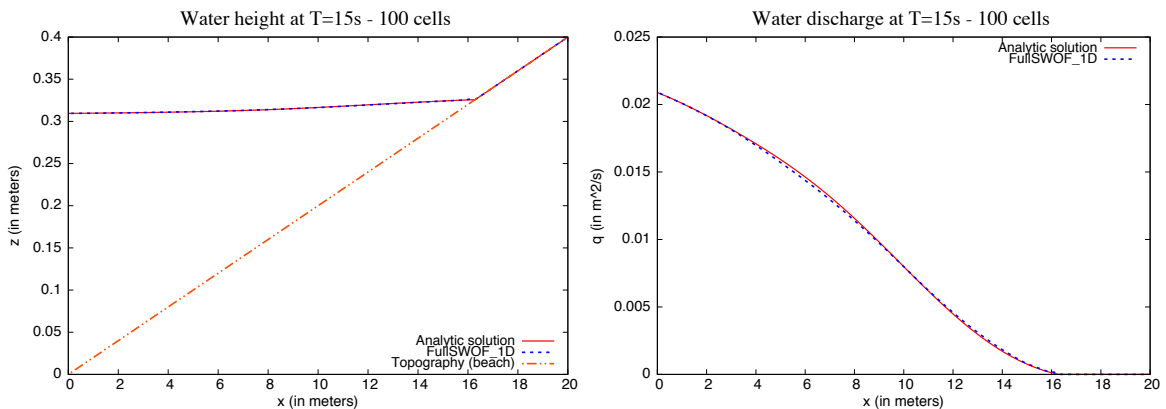 Water height at T=15s - 100 cells
0.4
0.35
0.3
0.25
0.2
0.15
0.1
0.05
0
z (in meters)
Analytic solution
FullSWOF_1D
Topography (beach)
0 2 4 6 8 10 12 14 16 18 20
x (in meters)
Water discharge at T=15s - 100 cells
0.025
0.02
0.015
0.01
0.005
0
q (in m^2/s)
Analytic solution
FullSWOF_1D
0 2 4 6 8 10 12 14 16 18 20
x (in meters)